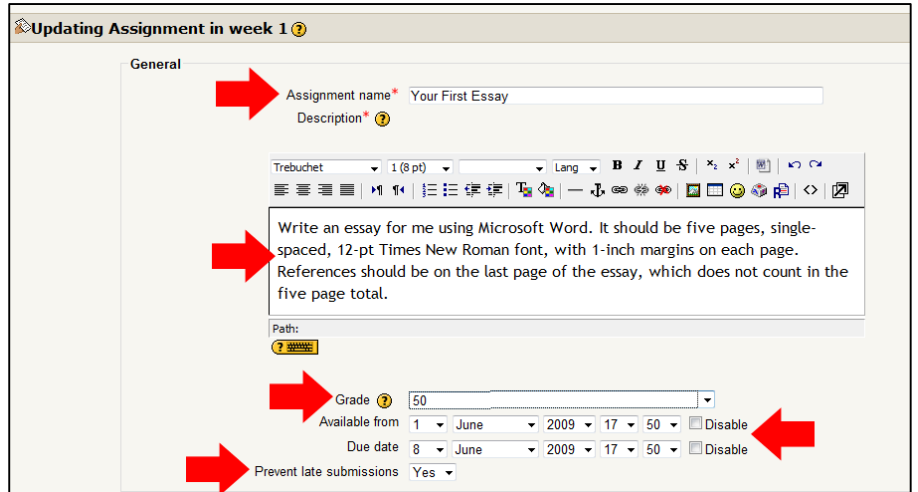 Updating Assignment in week 1
General
Assignment name* Your First Essay
Description*
Trebuchet 1 (8 pt) Lang B I U S x₂ x²
Write an essay for me using Microsoft Word. It should be five pages, single-
spaced, 12-pt Times New Roman font, with 1-inch margins on each page.
References should be on the last page of the essay, which does not count in the
five page total.
Path:
Grade 50
Available from 1 June 2009 17 50 Disable
Due date 8 June 2009 17 50 Disable
Prevent late submissions Yes